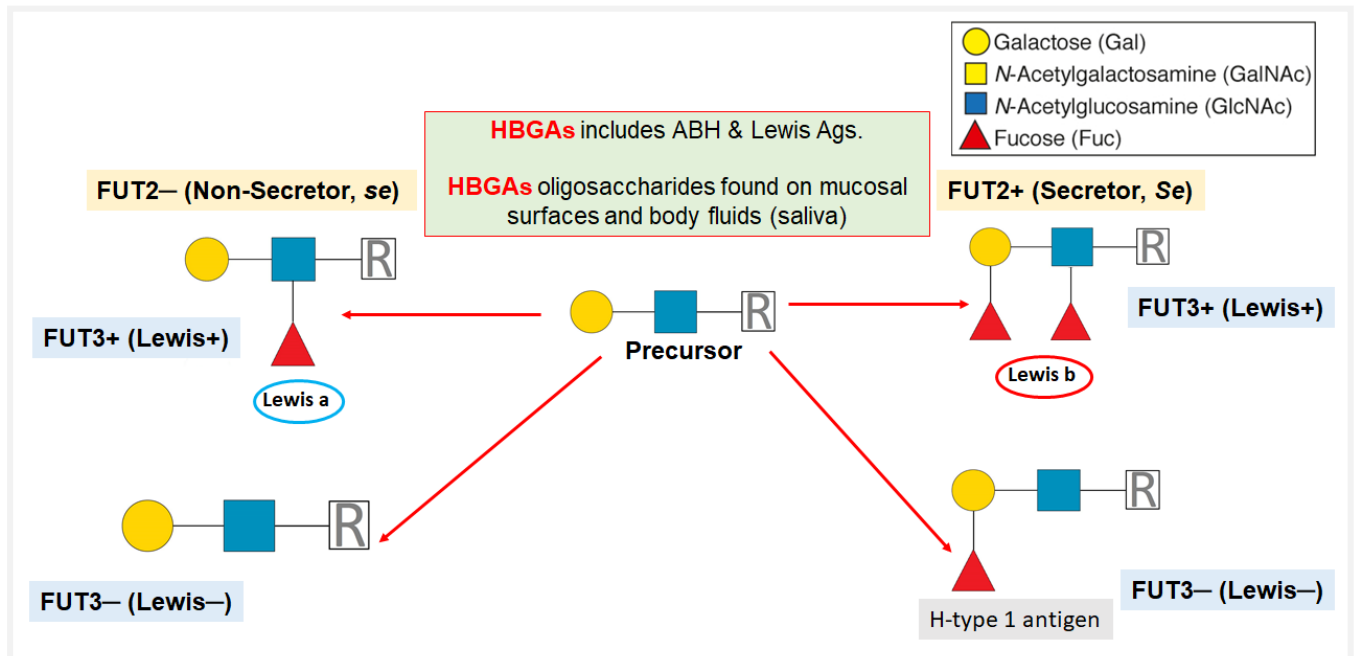 Galactose (Gal)
N-Acetylgalactosamine (GalNAc)
N-Acetylglucosamine (GlcNAc)
Fucose (Fuc)
HBGAs includes ABH & Lewis Ags.
HBGAs oligosaccharides found on mucosal
surfaces and body fluids (saliva)
FUT2─ (Non-Secretor, se)
FUT2+ (Secretor, Se)
R
R
R
FUT3+ (Lewis+)
Precursor
FUT3+ (Lewis+)
Lewis a
Lewis b
R
R
FUT3─ (Lewis─)
FUT3─ (Lewis─)
H-type 1 antigen